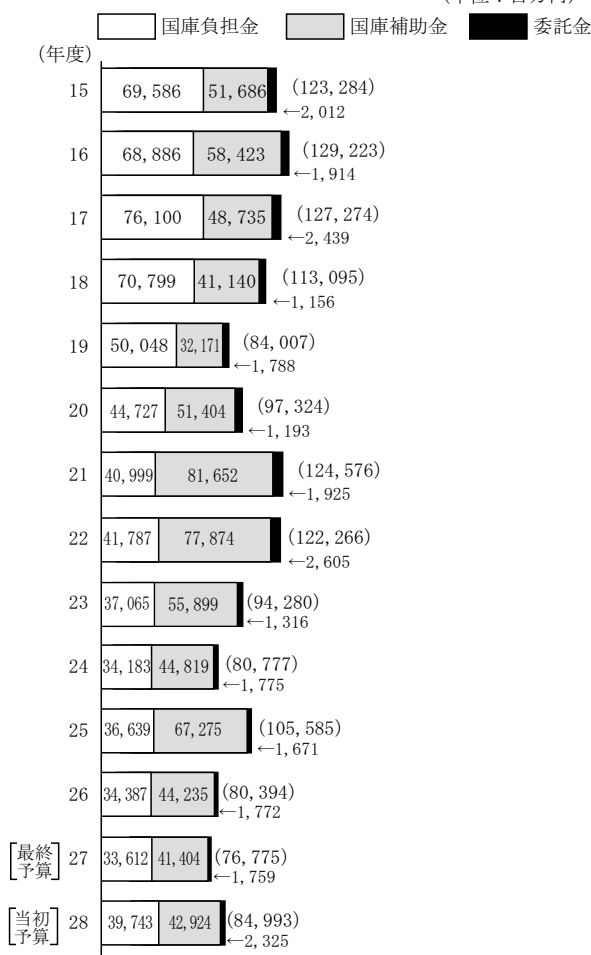 国庫負担金 国庫補助金 委託金
(年度)
15 69,586 51,686 (123,284)
←2,012
16 68,886 58,423 (129,223)
←1,914
17 76,100 48,735 (127,274)
←2,439
18 70,799 41,140 (113,095)
←1,156
19 50,048 32,171 (84,007)
←1,788
20 44,727 51,404 (97,324)
←1,193
21 40,999 81,652 (124,576)
←1,925
22 41,787 77,874 (122,266)
←2,605
23 37,065 55,899 (94,280)
←1,316
24 34,183 44,819 (80,777)
←1,775
25 36,639 67,275 (105,585)
←1,671
26 34,387 44,235 (80,394)
←1,772
[最終予算] 27 33,612 41,404 (76,775)
←1,759
[当初予算] 28 39,743 42,924 (84,993)
←2,325